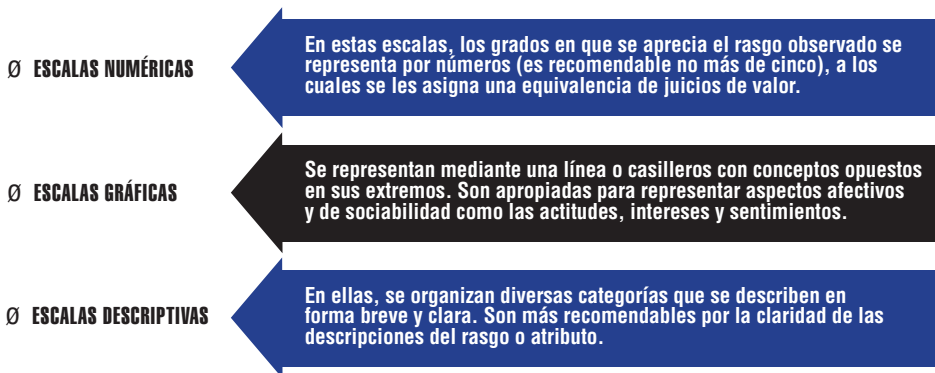 Ø ESCALAS NUMÉRICAS
En estas escalas, los grados en que se aprecia el rasgo observado se
representa por números (es recomendable no más de cinco), a los
cuales se les asigna una equivalencia de juicios de valor.
Ø ESCALAS GRÁFICAS
Se representan mediante una línea o casilleros con conceptos opuestos
en sus extremos. Son apropiadas para representar aspectos afectivos
y de sociabilidad como las actitudes, intereses y sentimientos.
Ø ESCALAS DESCRIPTIVAS
En ellas, se organizan diversas categorías que se describen en
forma breve y clara. Son más recomendables por la claridad de las
descripciones del rasgo o atributo.